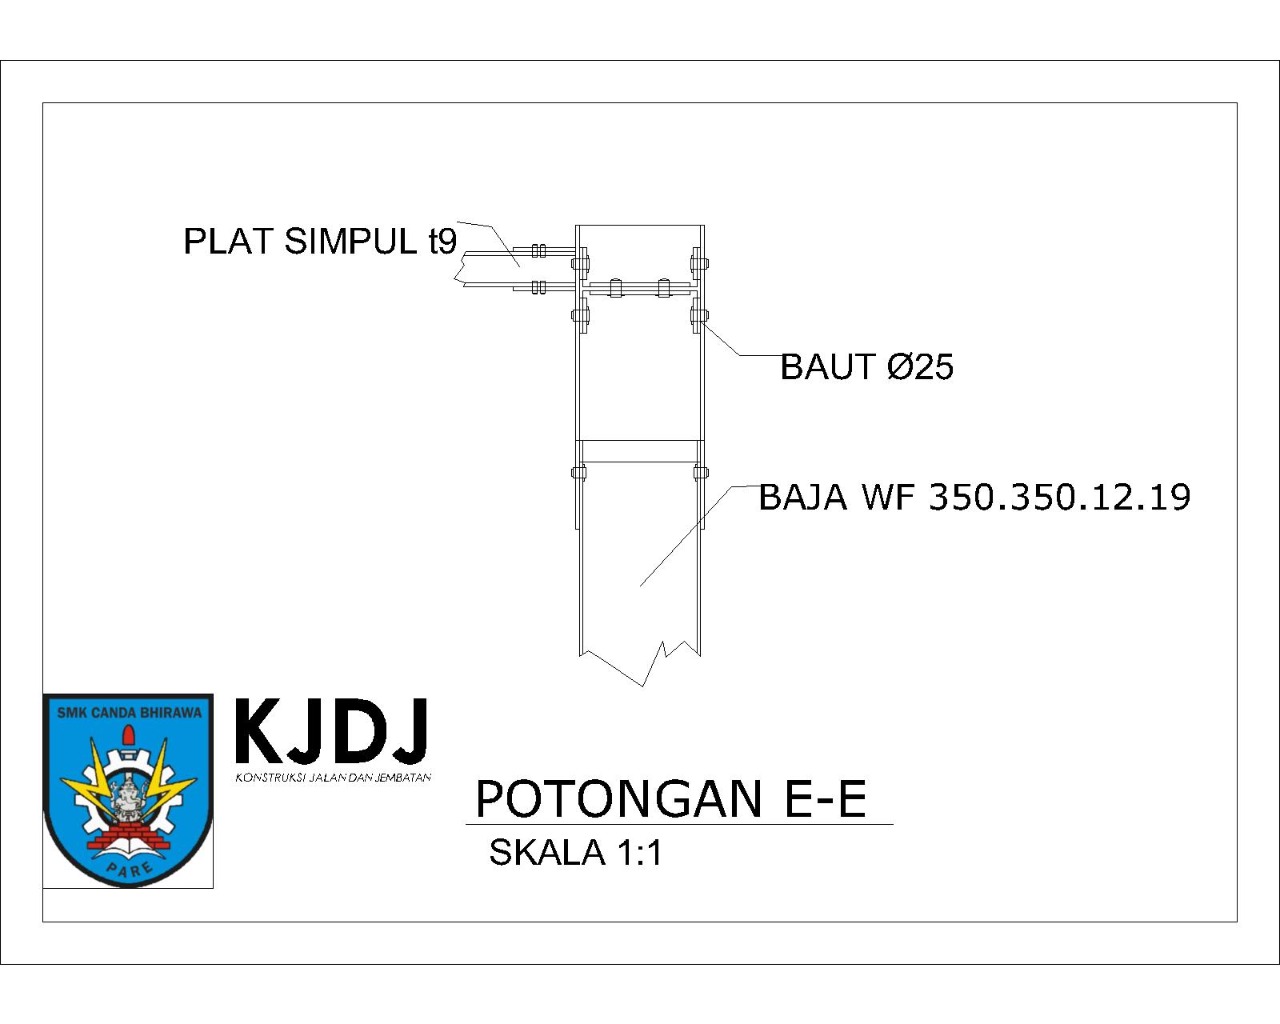 PLAT SIMPUL t9
BAUT Ø25
BAJA WF 350.350.12.19
SMK CANDA BHIRAWA
PARE
KJDJ
KONSTRUKSI JALAN DAN JEMBATAN
POTONGAN E-E
SKALA 1:1